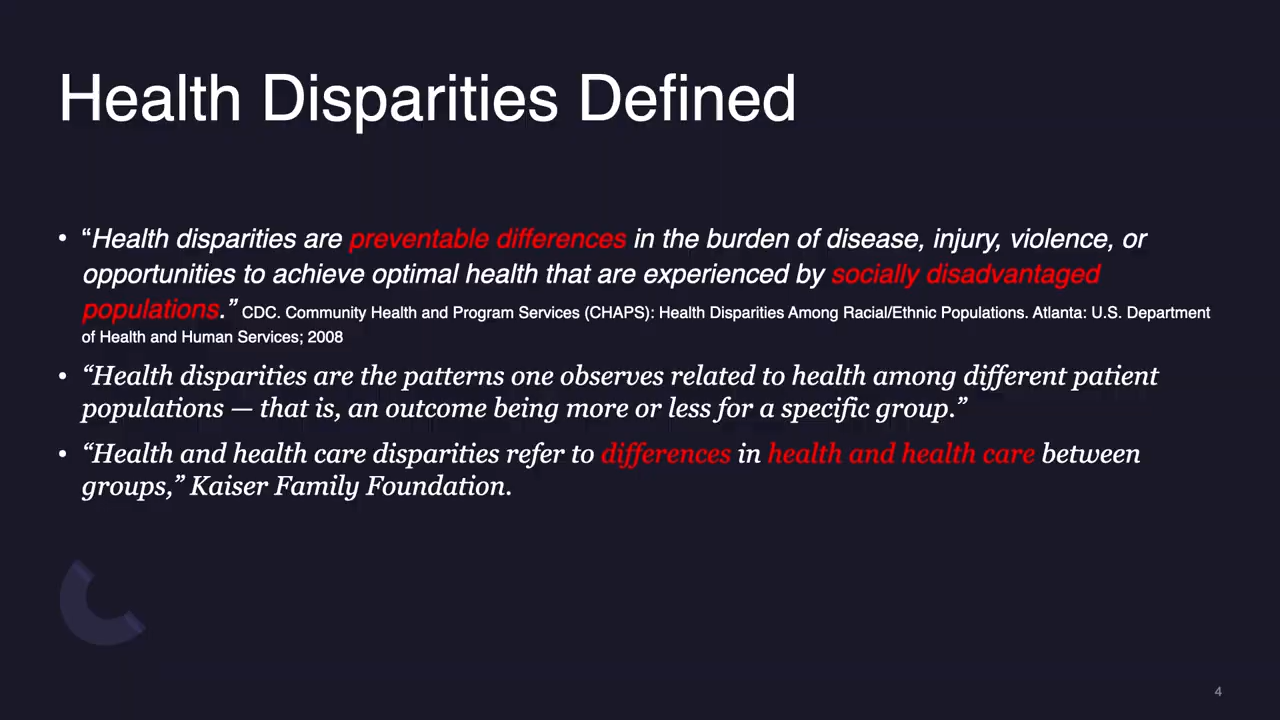 Health Disparities Defined
• “Health disparities are preventable differences in the burden of disease, injury, violence, or
opportunities to achieve optimal health that are experienced by socially disadvantaged
populations.” CDC. Community Health and Program Services (CHAPS): Health Disparities Among Racial/Ethnic Populations. Atlanta: U.S. Department
of Health and Human Services; 2008
• “Health disparities are the patterns one observes related to health among different patient
populations — that is, an outcome being more or less for a specific group.”
• “Health and health care disparities refer to differences in health and health care between
groups,” Kaiser Family Foundation.
4